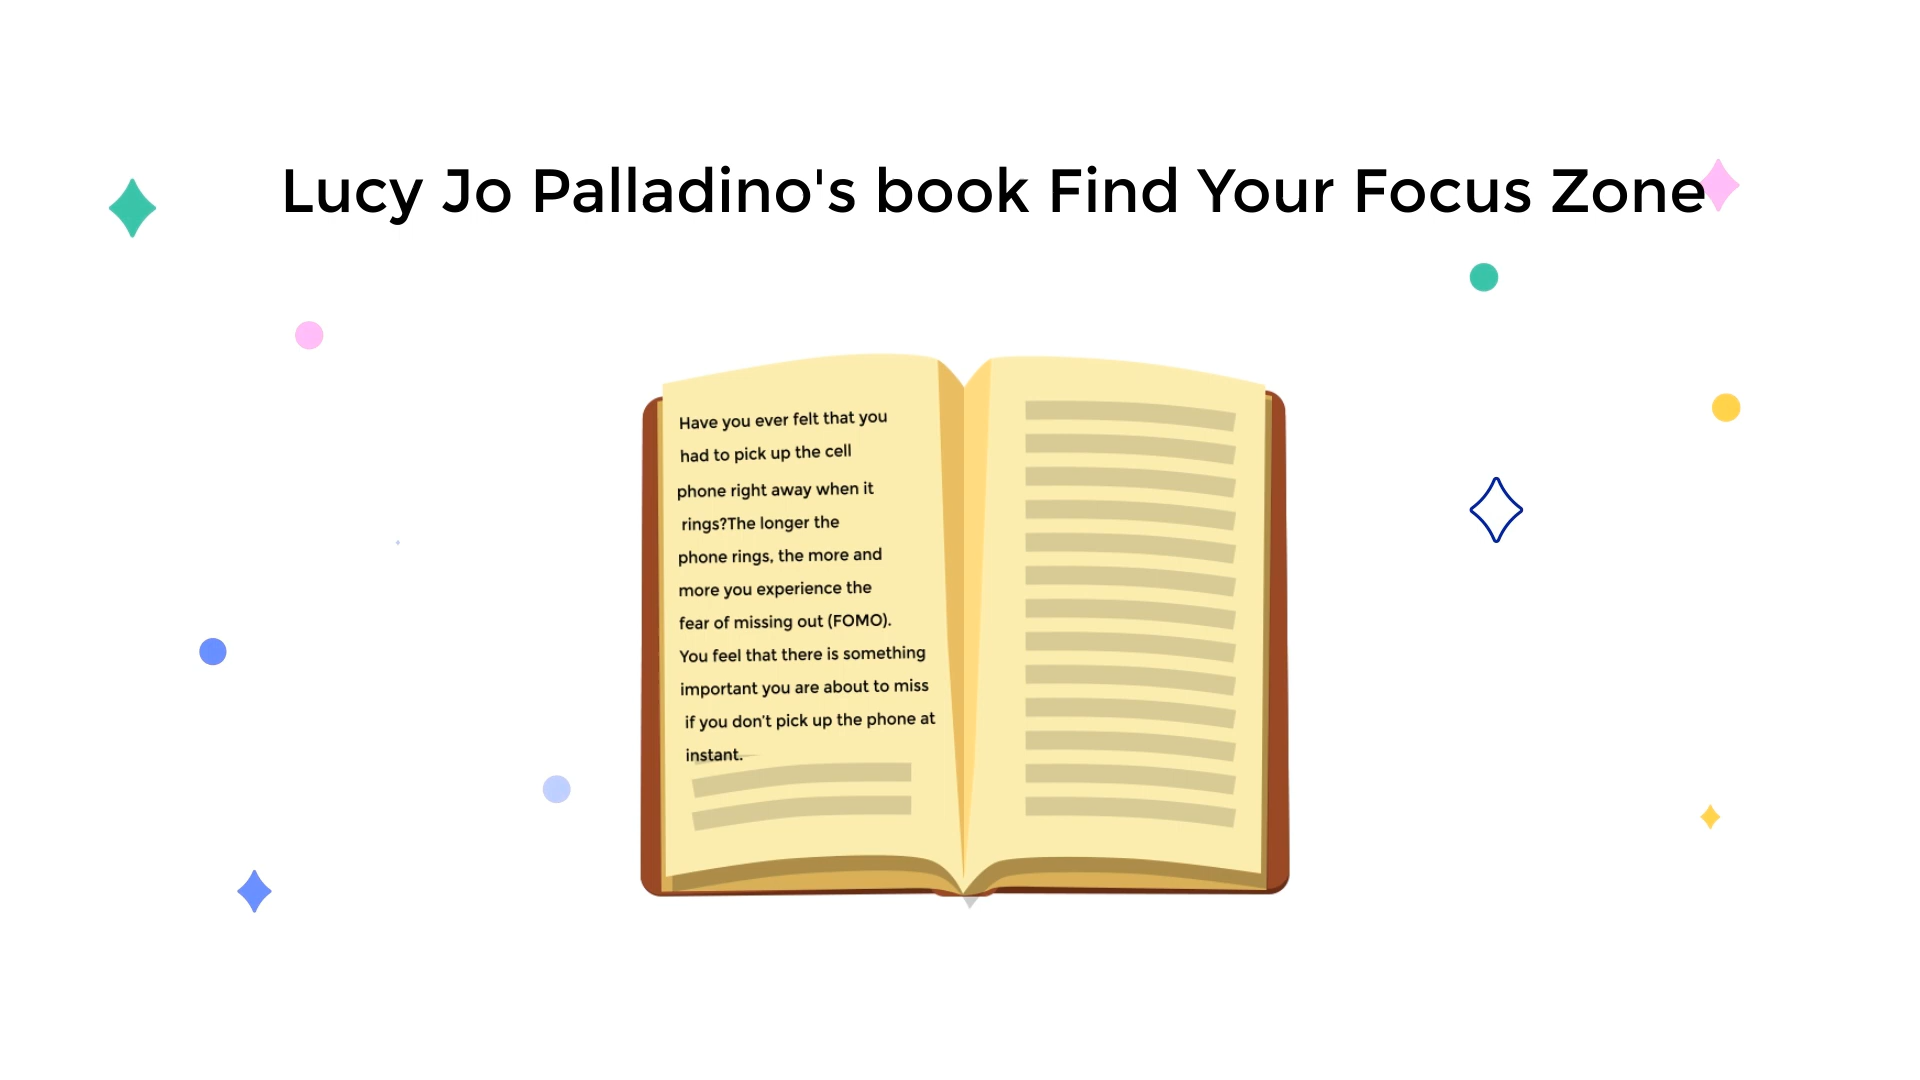 Lucy Jo Palladino's book Find Your Focus Zone
Have you ever felt that you
had to pick up the cell
phone right away when it
rings?The longer the
phone rings, the more and
more you experience the
fear of missing out (FOMO).
You feel that there is something
important you are about to miss
if you don't pick up the phone at
instant.